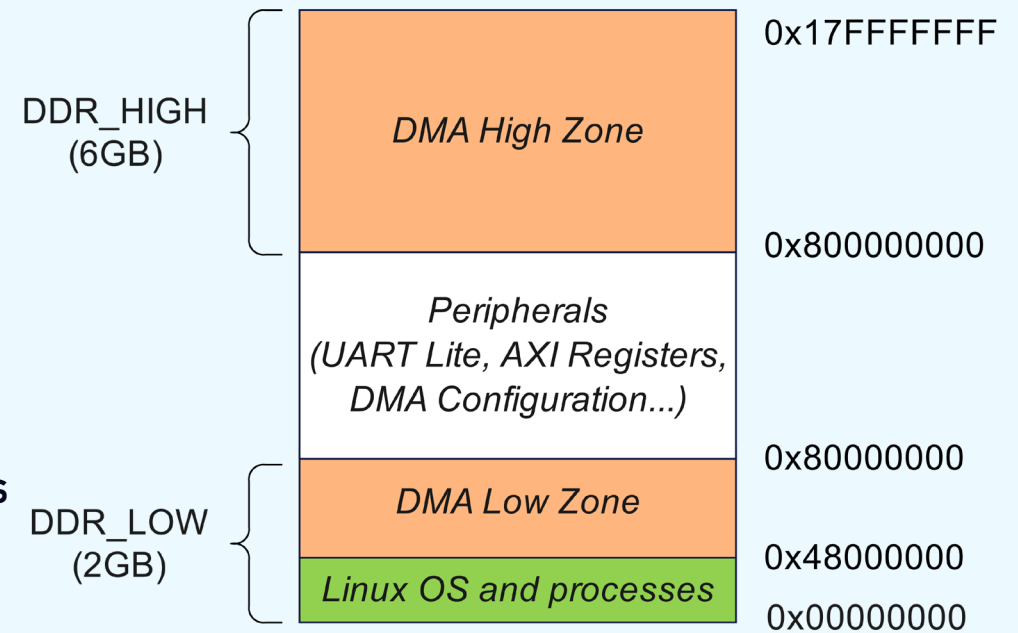 0x17FFFFFFF
DDR_HIGH
(6GB)
DMA High Zone
0x800000000
Peripherals
(UART Lite, AXI Registers,
DMA Configuration...)
0x80000000
s
DMA Low Zone
DDR_LOW
(2GB)
0x48000000
Linux OS and processes
0x00000000